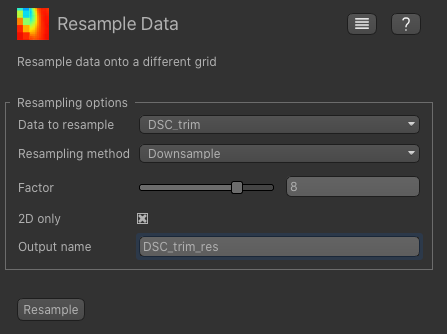 Resample Data
?
Resample data onto a different grid
Resampling options
Data to resample DSC_trim
Resampling method Downsample
Factor 8
2D only
Output name DSC_trim_res
Resample